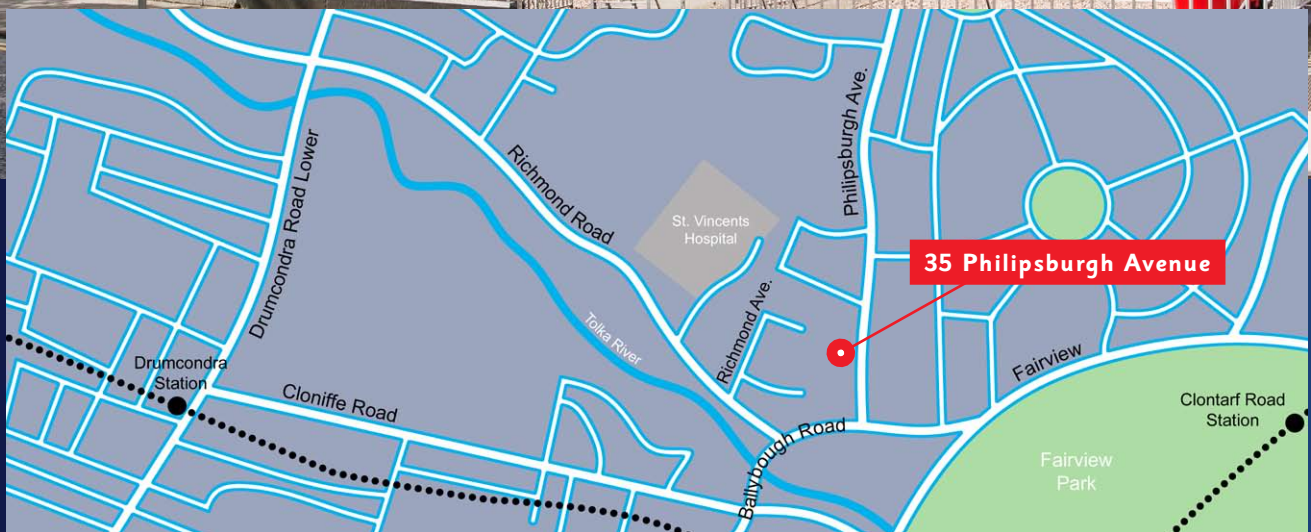 Philipsburgh Ave.
Richmond Road
Drumcondra Road Lower
St. Vincents
Hospital
35 Philipsburgh Avenue
Richmond Ave.
Tolka River
Drumcondra
Station
Cloniffe Road
Fairview
Ballybough Road
Clontarf Road
Station
Fairview
Park